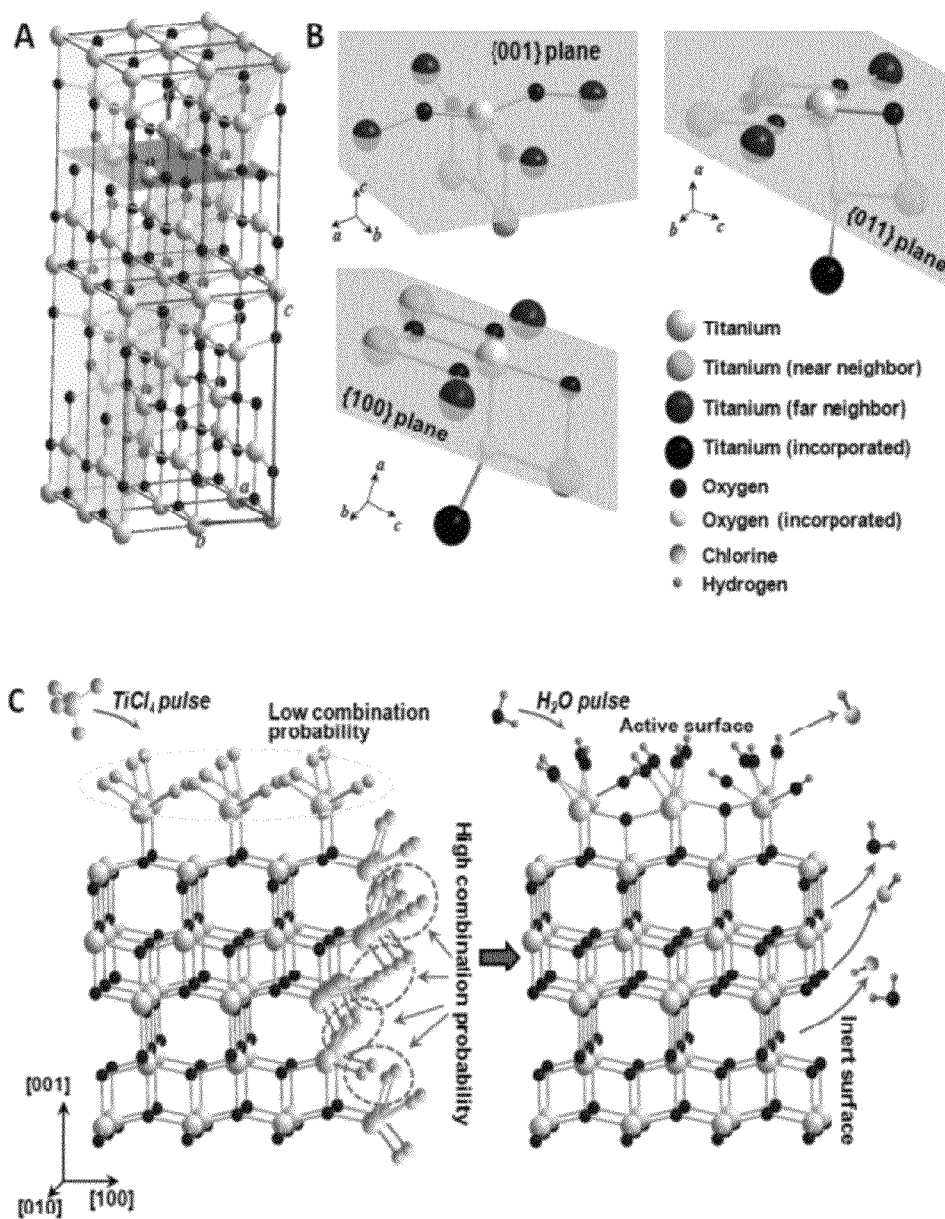 A
B
{001} plane
c
a
b
a
b
c
{011} plane
c
a
b
{100} plane
a
b
c
Titanium
Titanium (near neighbor)
Titanium (far neighbor)
Titanium (incorporated)
Oxygen
Oxygen (incorporated)
Chlorine
Hydrogen
C
TiCl4 pulse
Low combination
probability
High combination probability
H2O pulse
Active surface
Inert surface
[001]
[010]
[100]